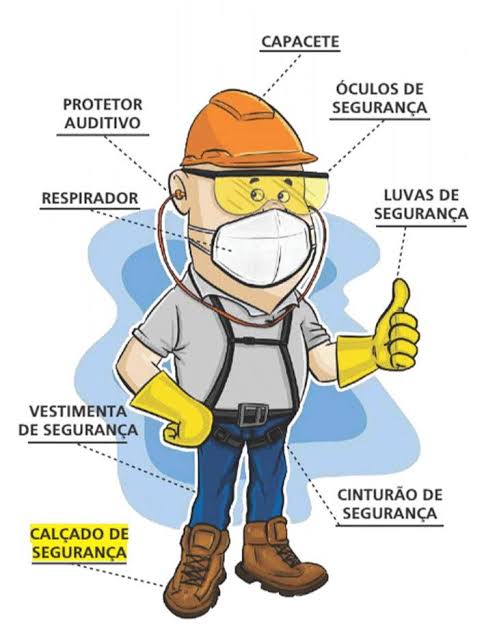 CAPACETE
ÓCULOS DE
SEGURANÇA
PROTETOR
AUDITIVO
RESPIRADOR
LUVAS DE
SEGURANÇA
VESTIMENTA
DE SEGURANÇA
CINTURÃO DE
SEGURANÇA
CALÇADO DE
SEGURANÇA